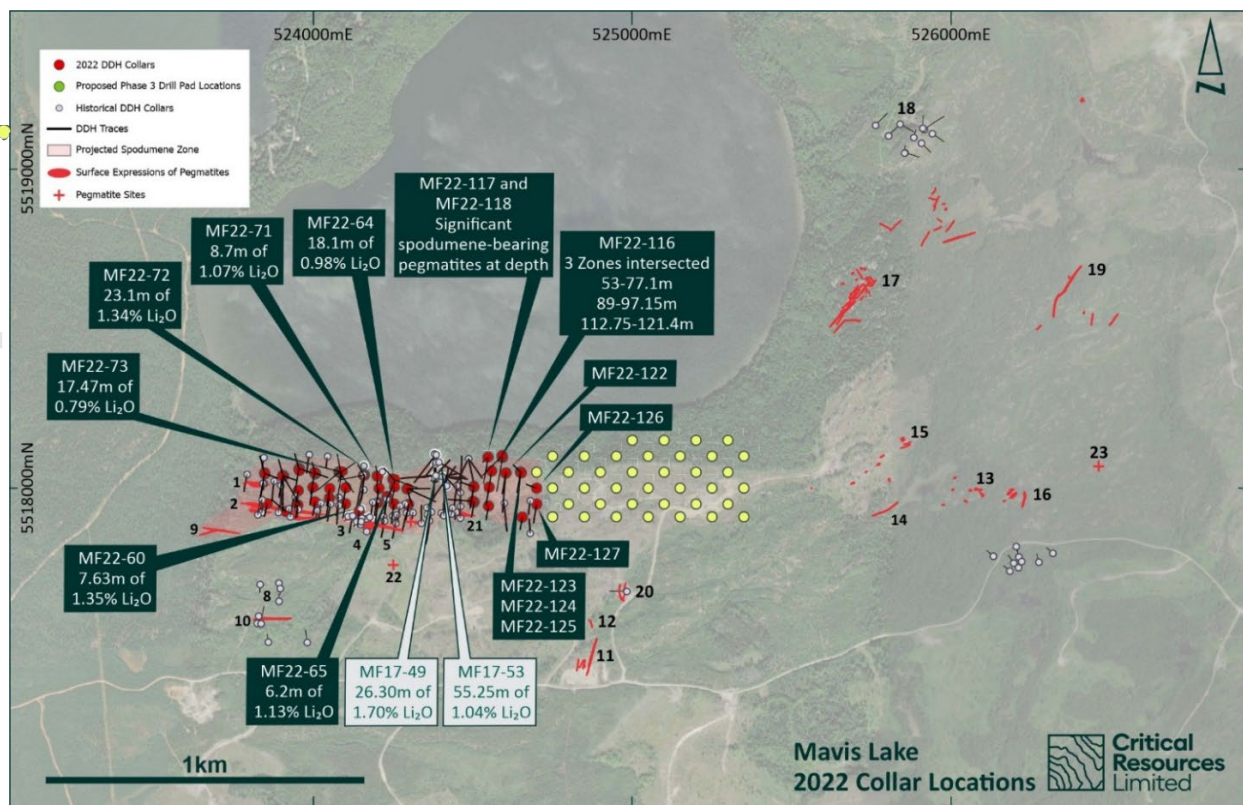 524000mE
525000mE
526000mE
5519000mN
5518000mN
N
2022 DDH Collars
Proposed Phase 3 Drill Pad Locations
Historical DDH Collars
DDH Traces
Projected Spodumene Zone
Surface Expressions of Pegmatites
Pegmatite Sites
18
MF22-117 and
MF22-118
Significant
spodumene-bearing
pegmatites at depth
MF22-64
18.1m of
0.98% Li₂O
MF22-71
8.7m of
1.07% Li₂O
MF22-116
3 Zones intersected
53-77.1m
89-97.15m
112.75-121.4m
MF22-72
23.1m of
1.34% Li₂O
17
19
MF22-73
17.47m of
0.79% Li₂O
MF22-122
MF22-126
15
23
1
2
13
16
14
9
3
4
5
21
22
MF22-60
7.63m of
1.35% Li₂O
MF22-127
MF22-123
MF22-124
MF22-125
8
10
20
12
11
MF22-65
6.2m of
1.13% Li₂O
MF17-49
26.30m of
1.70% Li₂O
MF17-53
55.25m of
1.04% Li₂O
1km
Mavis Lake
2022 Collar Locations
Critical
Resources
Limited